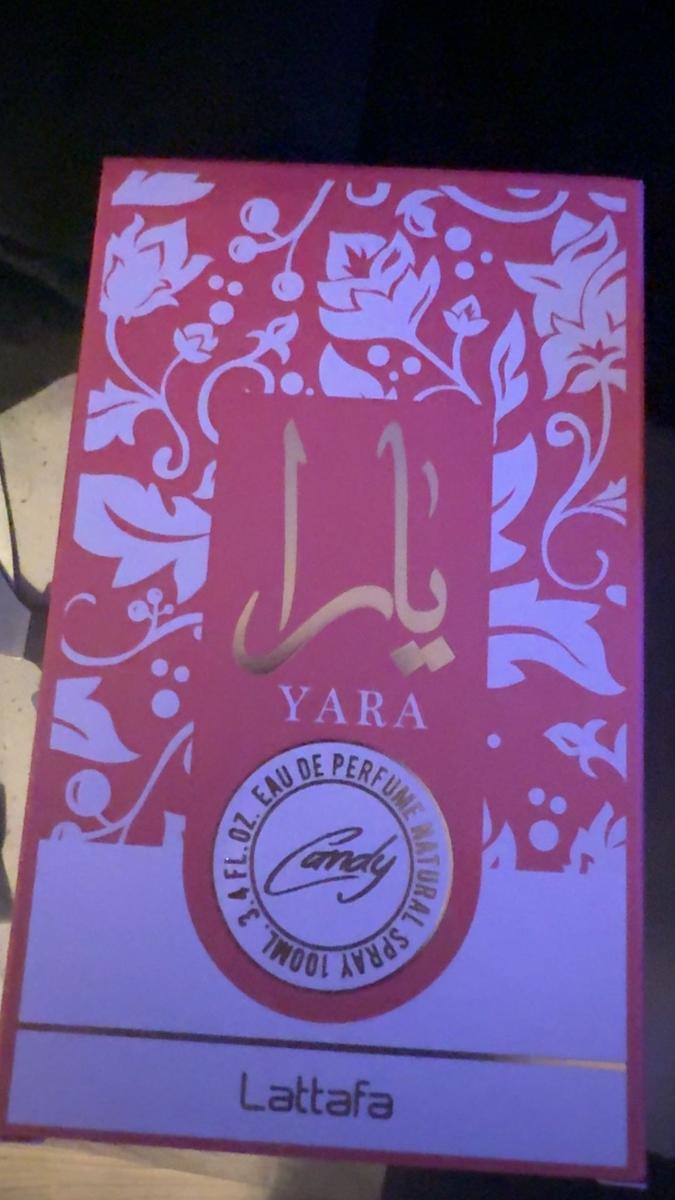 يارا
YARA
EAU DE PERFUME NATURAL SPRAY 100ML. 3.4 FL. OZ.
Candy
Lattafa